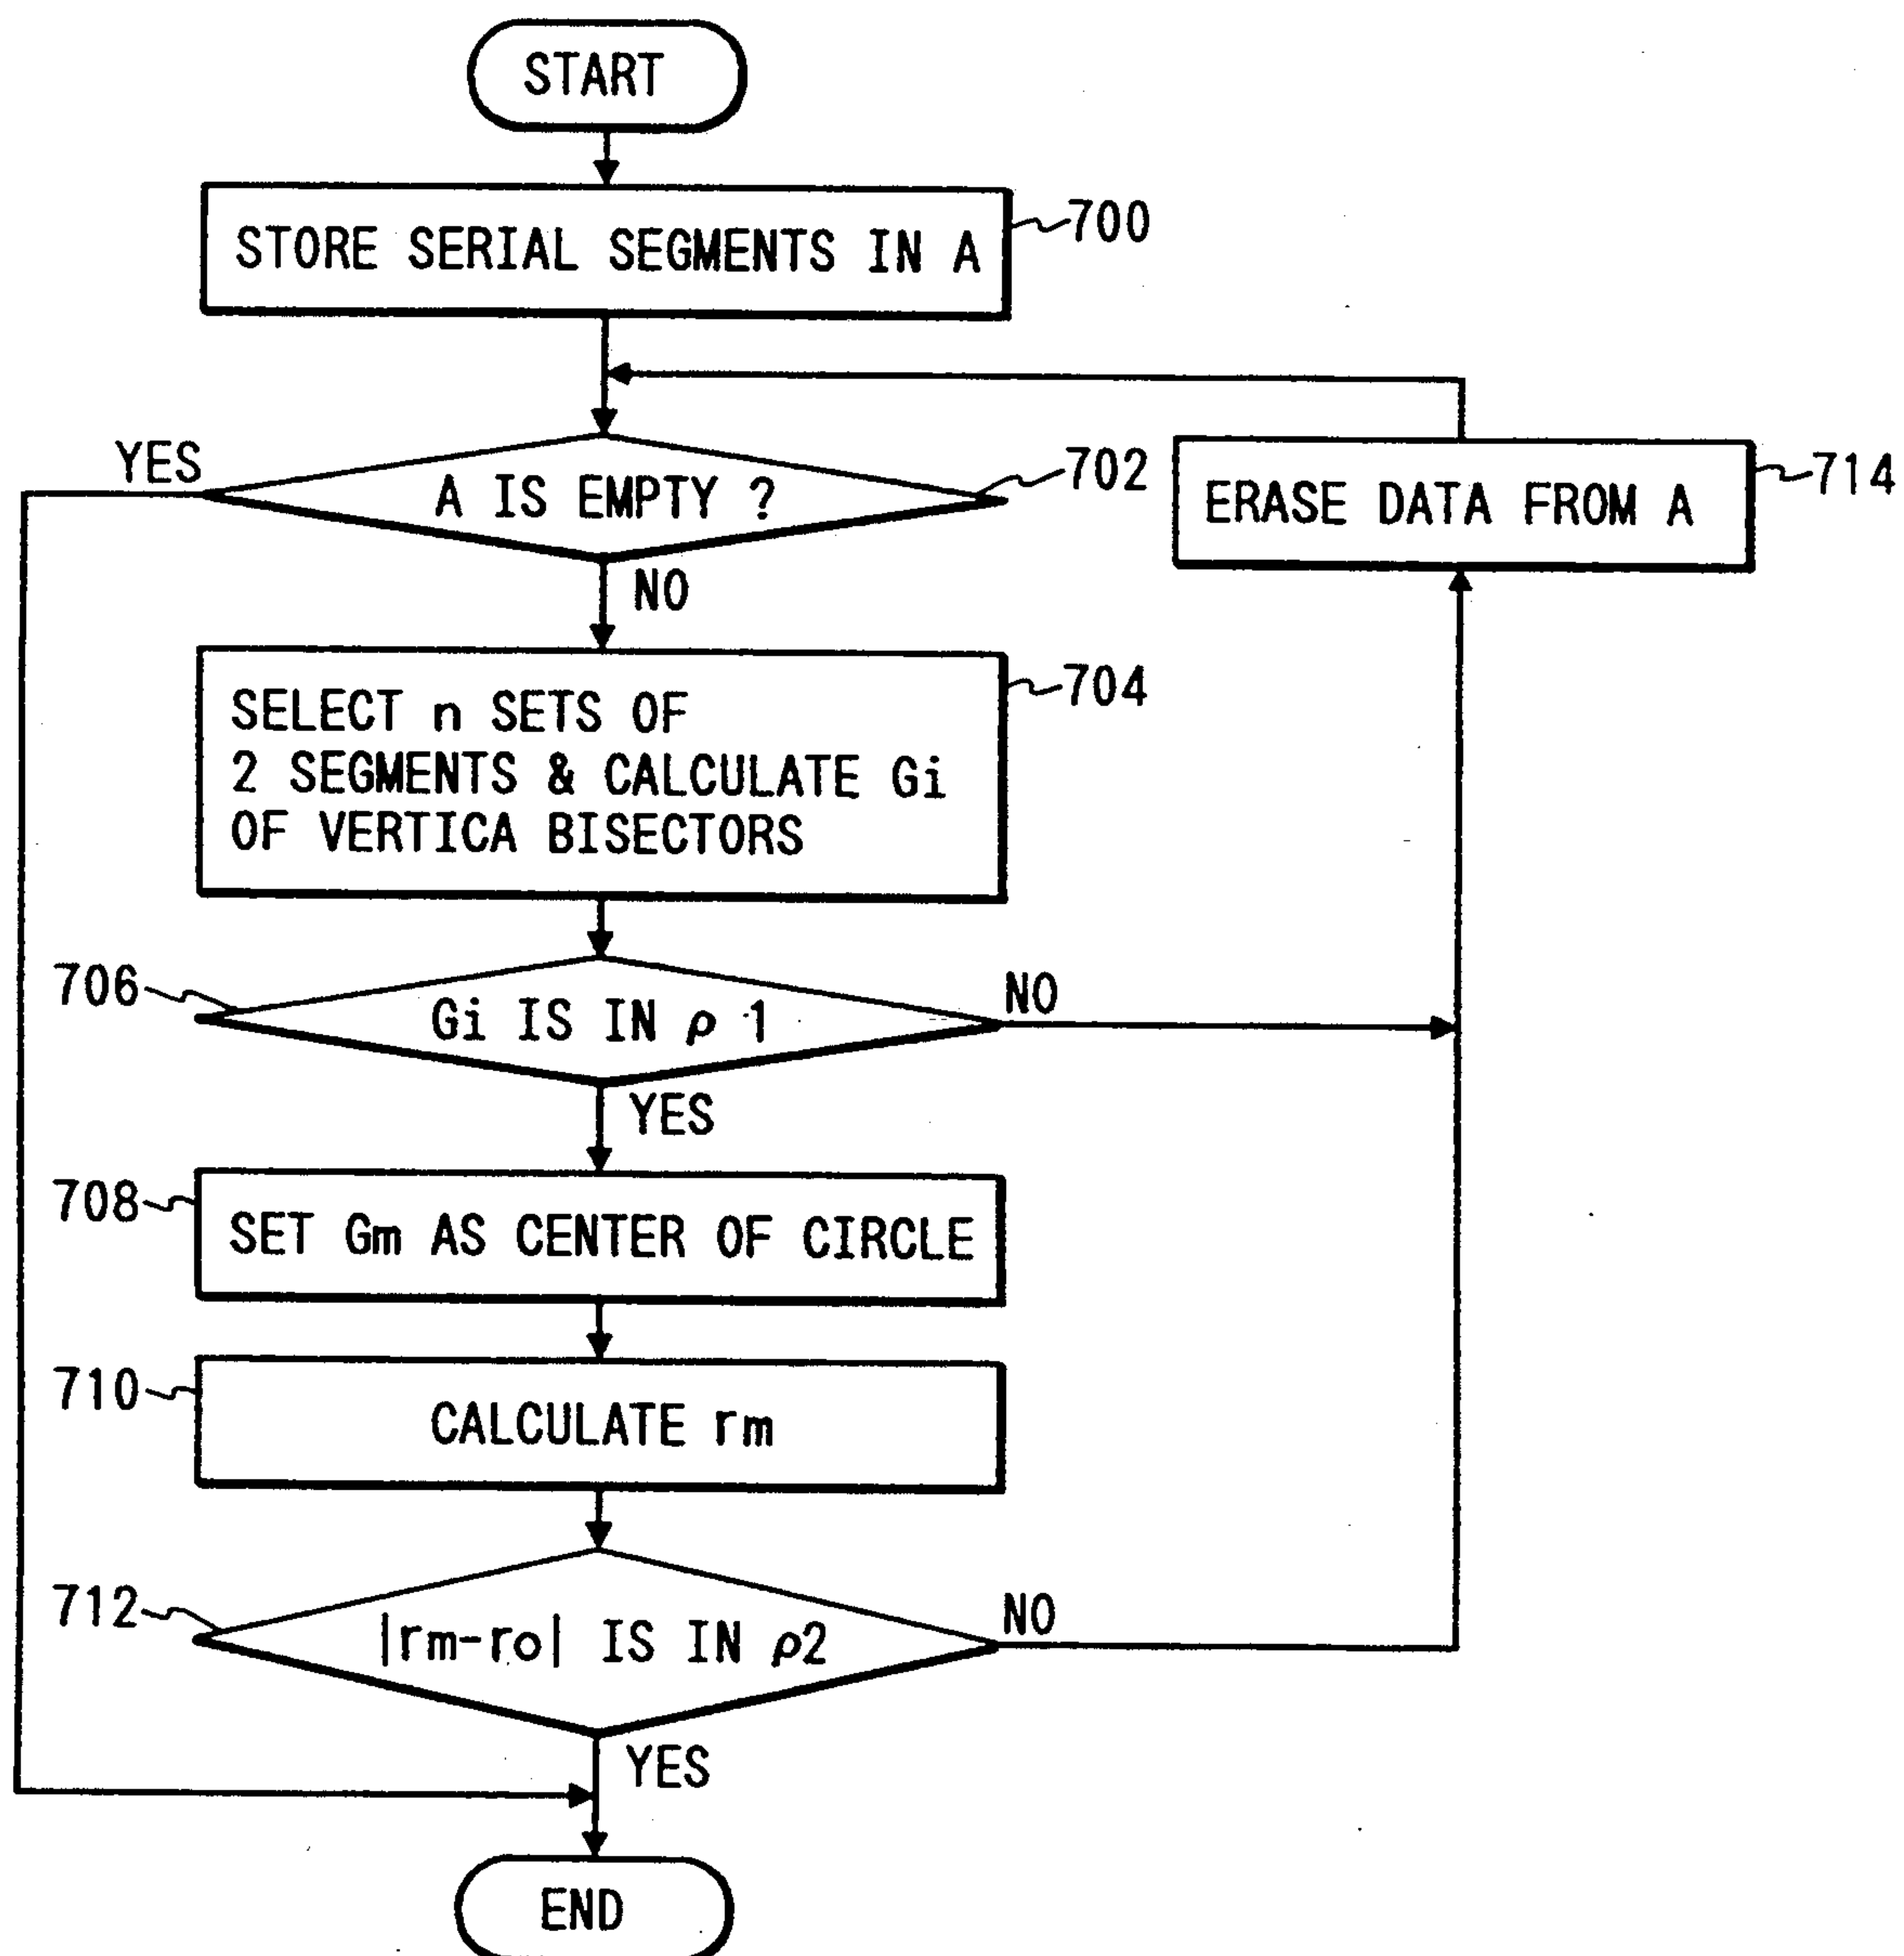 START
STORE SERIAL SEGMENTS IN A
700
YES
A IS EMPTY ?
702
ERASE DATA FROM A
714
NO
SELECT n SETS OF
2 SEGMENTS & CALCULATE Gi
OF VERTICA BISECTORS
704
706
Gi IS IN ρ 1
NO
YES
708
SET Gm AS CENTER OF CIRCLE
710
CALCULATE rm
712
|rm-ro| IS IN ρ2
NO
YES
END